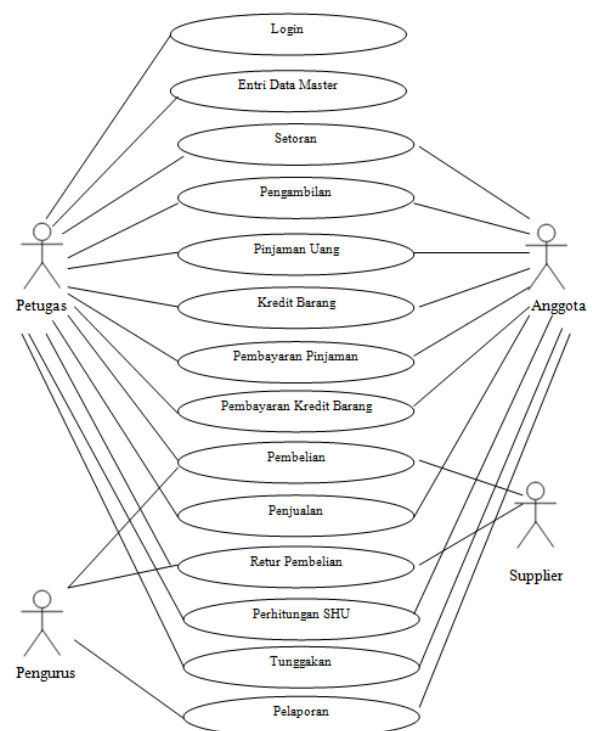 Login
Entri Data Master
Setoran
Pengambilan
Pinjaman Uang
Petugas
Kredit Barang
Anggota
Pembayaran Pinjaman
Pembayaran Kredit Barang
Pembelian
Penjualan
Retur Pembelian
Supplier
Perhitungan SHU
Tunggakan
Pengurus
Pelaporan